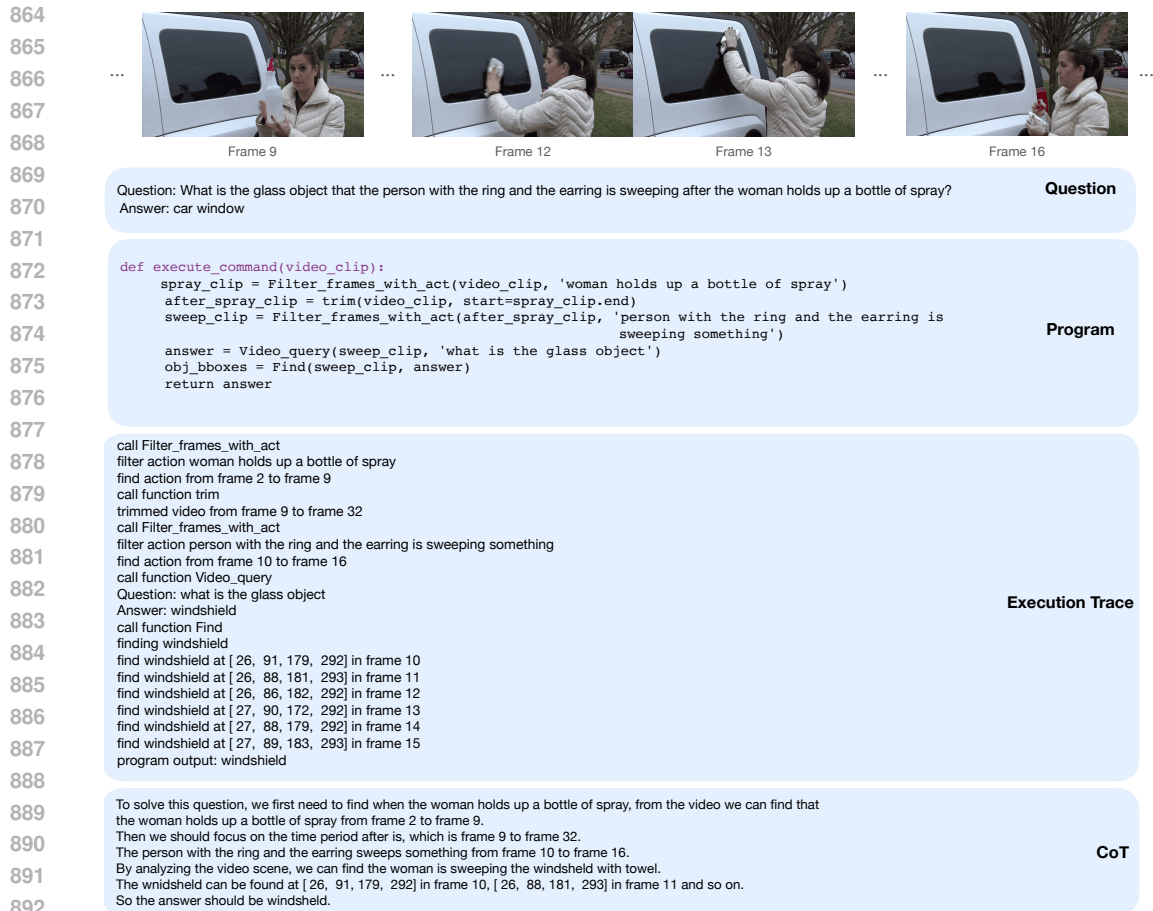 864
865
... ... ... ...
866
867
868
Frame 9 Frame 12 Frame 13 Frame 16
869
Question: What is the glass object that the person with the ring and the earring is sweeping after the woman holds up a bottle of spray? Question
870
Answer: car window
871
872
def execute_command(video_clip):
spray_clip = Filter_frames_with_act(video_clip, 'woman holds up a bottle of spray')
873
after_spray_clip = trim(video_clip, start=spray_clip.end)
sweep_clip = Filter_frames_with_act(after_spray_clip, 'person with the ring and the earring is
874
sweeping something') Program
answer = Video_query(sweep_clip, 'what is the glass object')
875
obj_bboxes = Find(sweep_clip, answer)
return answer
876
877
call Filter_frames_with_act
878
filter action woman holds up a bottle of spray
find action from frame 2 to frame 9
879
call function trim
trimmed video from frame 9 to frame 32
880
call Filter_frames_with_act
filter action person with the ring and the earring is sweeping something
881
find action from frame 10 to frame 16
call function Video_query
882
Question: what is the glass object
Answer: windshield Execution Trace
883
call function Find
finding windshield
884
find windshield at [ 26, 91, 179, 292] in frame 10
885
find windshield at [ 26, 88, 181, 293] in frame 11
find windshield at [ 26, 86, 182, 292] in frame 12
886
find windshield at [ 27, 90, 172, 292] in frame 13
find windshield at [ 27, 88, 179, 292] in frame 14
887
find windshield at [ 27, 89, 183, 293] in frame 15
program output: windshield
888
889
To solve this question, we first need to find when the woman holds up a bottle of spray, from the video we can find that
the woman holds up a bottle of spray from frame 2 to frame 9.
890
Then we should focus on the time period after is, which is frame 9 to frame 32.
The person with the ring and the earring sweeps something from frame 10 to frame 16. CoT
891
By analyzing the video scene, we can find the woman is sweeping the windsheld with towel.
The wnidsheld can be found at [ 26, 91, 179, 292] in frame 10, [ 26, 88, 181, 293] in frame 11 and so on.
892
So the answer should be windsheld.